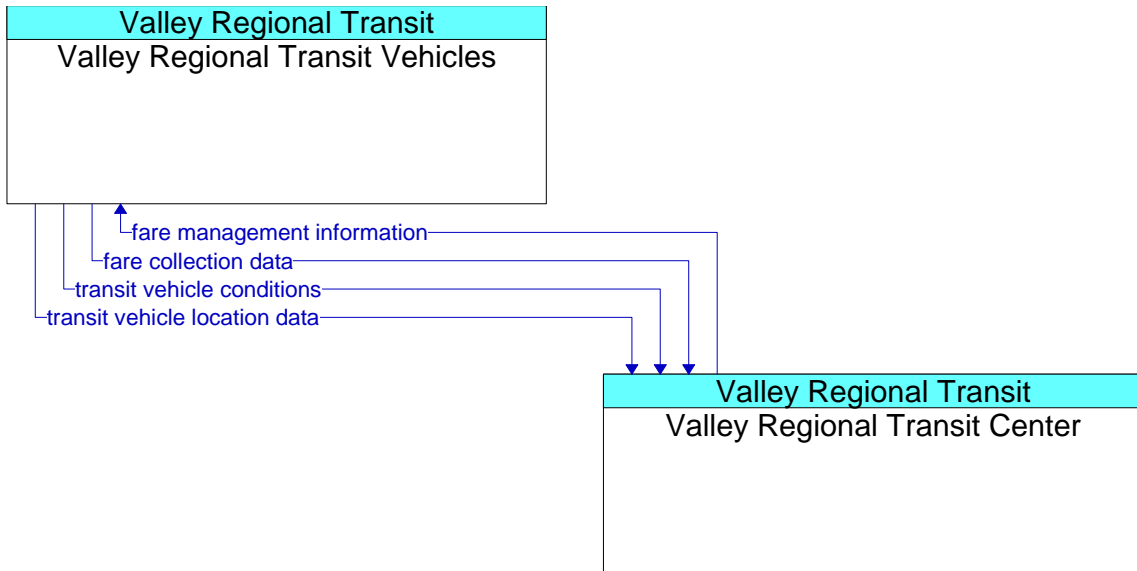 Valley Regional Transit
Valley Regional Transit Vehicles
fare management information
fare collection data
transit vehicle conditions
transit vehicle location data
Valley Regional Transit
Valley Regional Transit Center